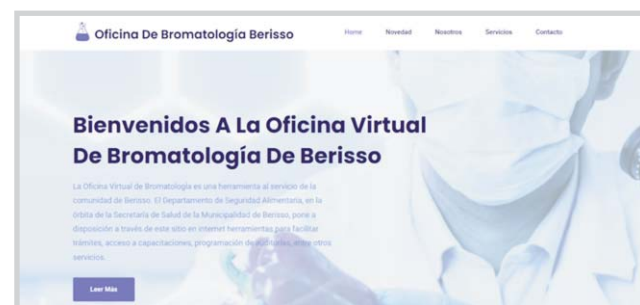 Oficina De Bromatología Berisso
Home Novedad Nosotros Servicios Contacto
Bienvenidos A La Oficina Virtual
De Bromatología De Berisso
La Oficina Virtual de Bromatología es una herramienta al servicio de la
comunidad de Berisso. El Departamento de Seguridad Alimentaria, en la
órbita de la Secretaría de Salud de la Municipalidad de Berisso, pone a
disposición a través de este sitio en internet herramientas para facilitar
trámites, acceso a capacitaciones, programación de auditorías, entre otros
servicios.
Leer Más